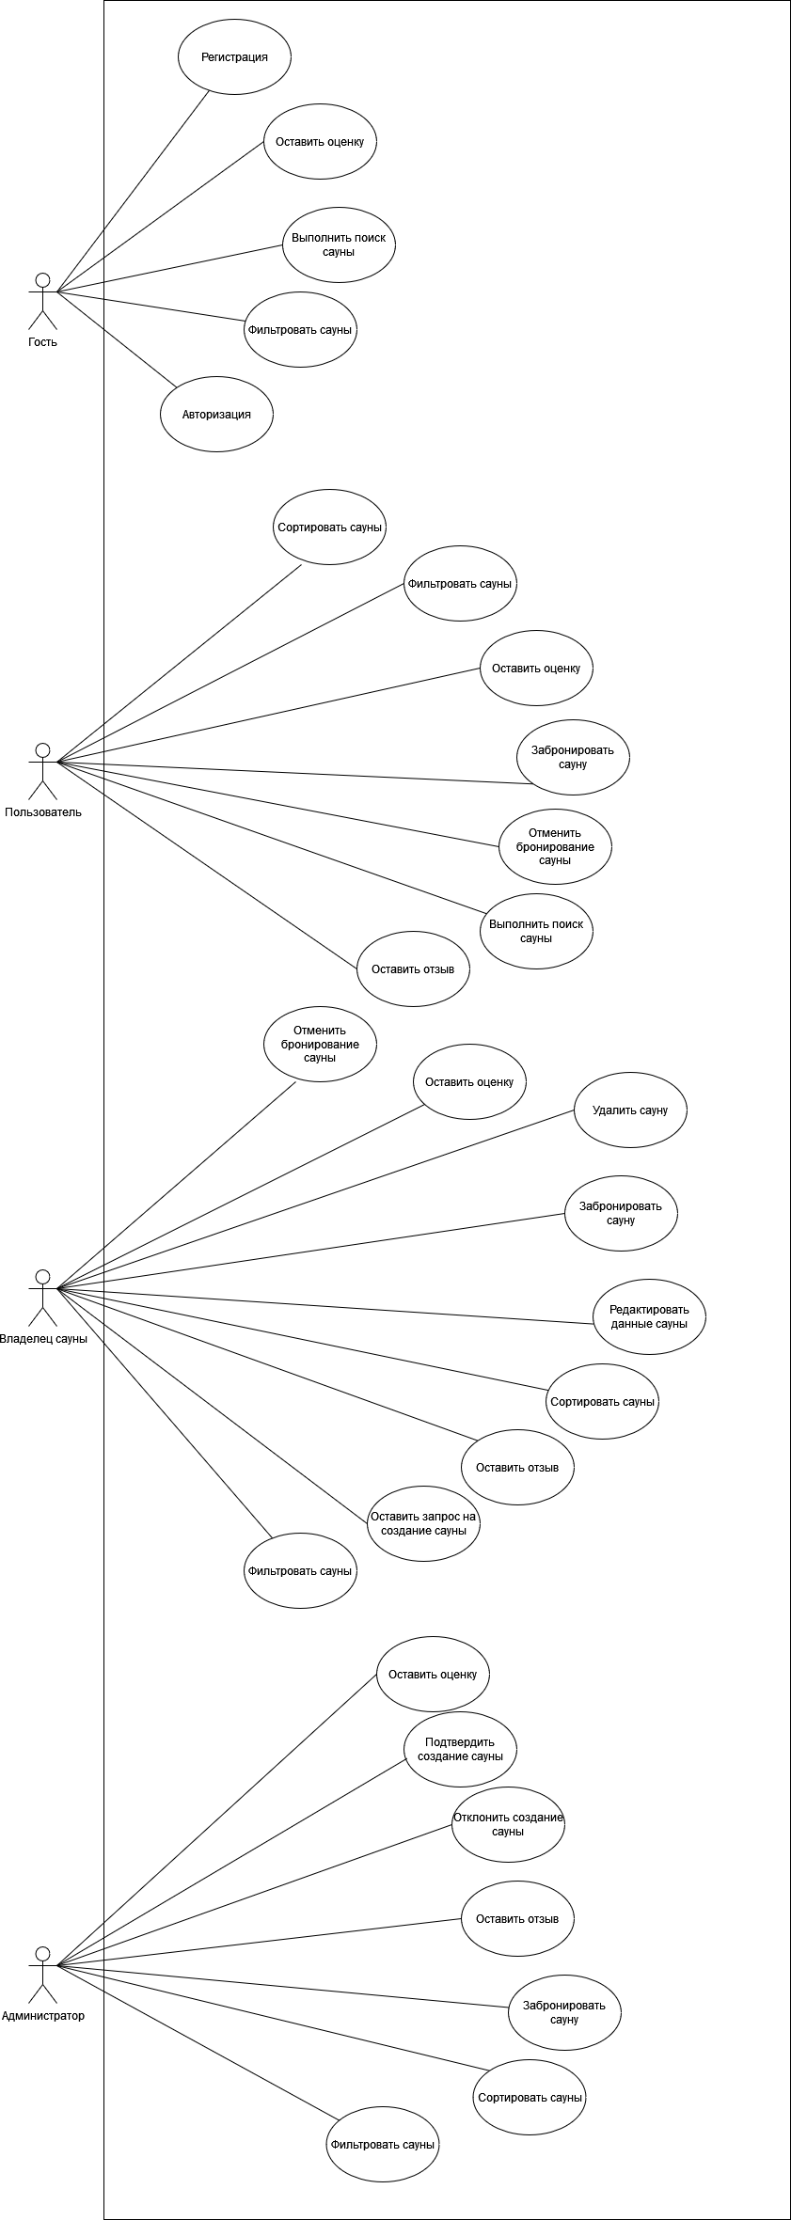 Регистрация
Оставить оценку
Выполнить поиск
сауны
Фильтровать сауны
Гость
Авторизация
Сортировать сауны
Фильтровать сауны
Оставить оценку
Забронировать
сауну
Пользователь
Отменить
бронирование
сауны
Выполнить поиск
сауны
Оставить отзыв
Отменить
бронирование
сауны
Оставить оценку
Удалить сауну
Забронировать
сауну
Редактировать
данные сауны
Владелец сауны
Сортировать сауны
Оставить отзыв
Оставить запрос на
создание сауны
Фильтровать сауны
Оставить оценку
Подтвердить
создание сауны
Отклонить создание
сауны
Оставить отзыв
Забронировать
сауну
Администратор
Сортировать сауны
Фильтровать сауны